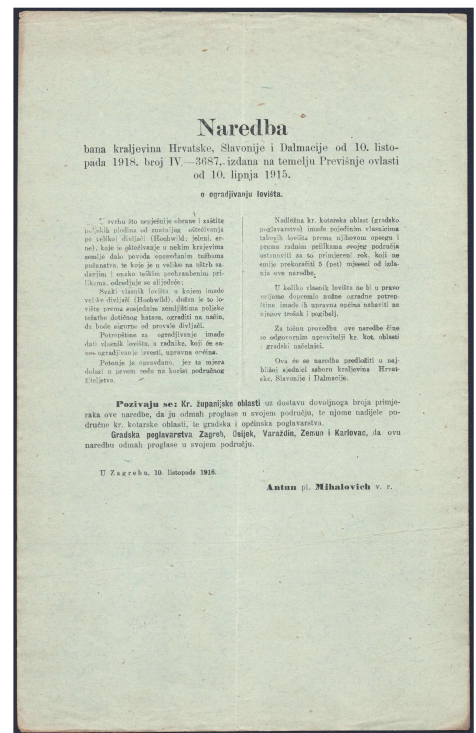 Naredba
bana kraljevina Hrvatske, Slavonije i Dalmacije od 10. listo-
pada 1918. broj IV.—3687, izdana na temelju Previšnje ovlasti
od 10. lipnja 1915.
o ogradjivanju lovišta.
U svrhu što uspješnije obrane i zaštite
poljskih plodina od znatnijeg oštećivanja
po velikoj divljači (Hochwild: jeleni, sr-
ne), koje je oštećivanje u nekim krajevima
zemlje dalo povoda opravdanim tužbama
pučanstva, te koje je u velike na uštrb sa-
danjim i onako teškim prehranbenim pri-
likama, odredjuje se slijedeće:
Svaki vlasnik lovišta u kojem imade
velike divljači (Hochwild), dužan je to lo-
vište prema susjednim zemljištima poljske
težatbe dotičnog hatara, ograditi na način,
da bude sigurno od provale divljači.
Potrepštine za ogradjivanje imade
dati vlasnik lovišta, a radnike, koji će sa-
mo ogradjivanje izvesti, upravna općina.
Potonje je opravdano, jer ta mjera
dolazi u prvom redu na korist područnog
žiteljstva.
Nadležna kr. kotarska oblast (gradsko
poglavarstvo) imade pojedinim vlasnicima
takovih lovišta prema njihovom opsegu i
prema radnim prilikama svojeg područja
ustanoviti za to primjereni rok, koji ne
smije prekoračiti 5 (pet) mjeseci od izda-
nja ove naredbe.
U koliko vlasnik lovišta ne bi u pravo
vrijeme dopremio nužne ogradne potrep-
štine imade ih upravna općina nabaviti na
njegov trošak i pogibelj.
Za točnu provedbu ove naredbe čine
se odgovornim upravitelji kr. kot. oblasti
i gradski načelnici.
Ova će se naredba predložiti u naj-
bližoj sjednici saboru kraljevina Hrvat-
ske, Slavonije i Dalmacije.
Pozivaju se: Kr. županijske oblasti uz dostavu dovoljnoga broja primje-
raka ove naredbe, da ju odmah proglase u svojem području, te njome nadijele po-
dručne kr. kotarske oblasti, te gradska i općinska poglavarstva.
Gradska poglavarstva Zagreb, Osijek, Varaždin, Zemun i Karlovac, da ovu
naredbu odmah proglase u svojem području.
U Zagrebu, 10. listopada 1918.
Antun pl. Mihalovich v. r.